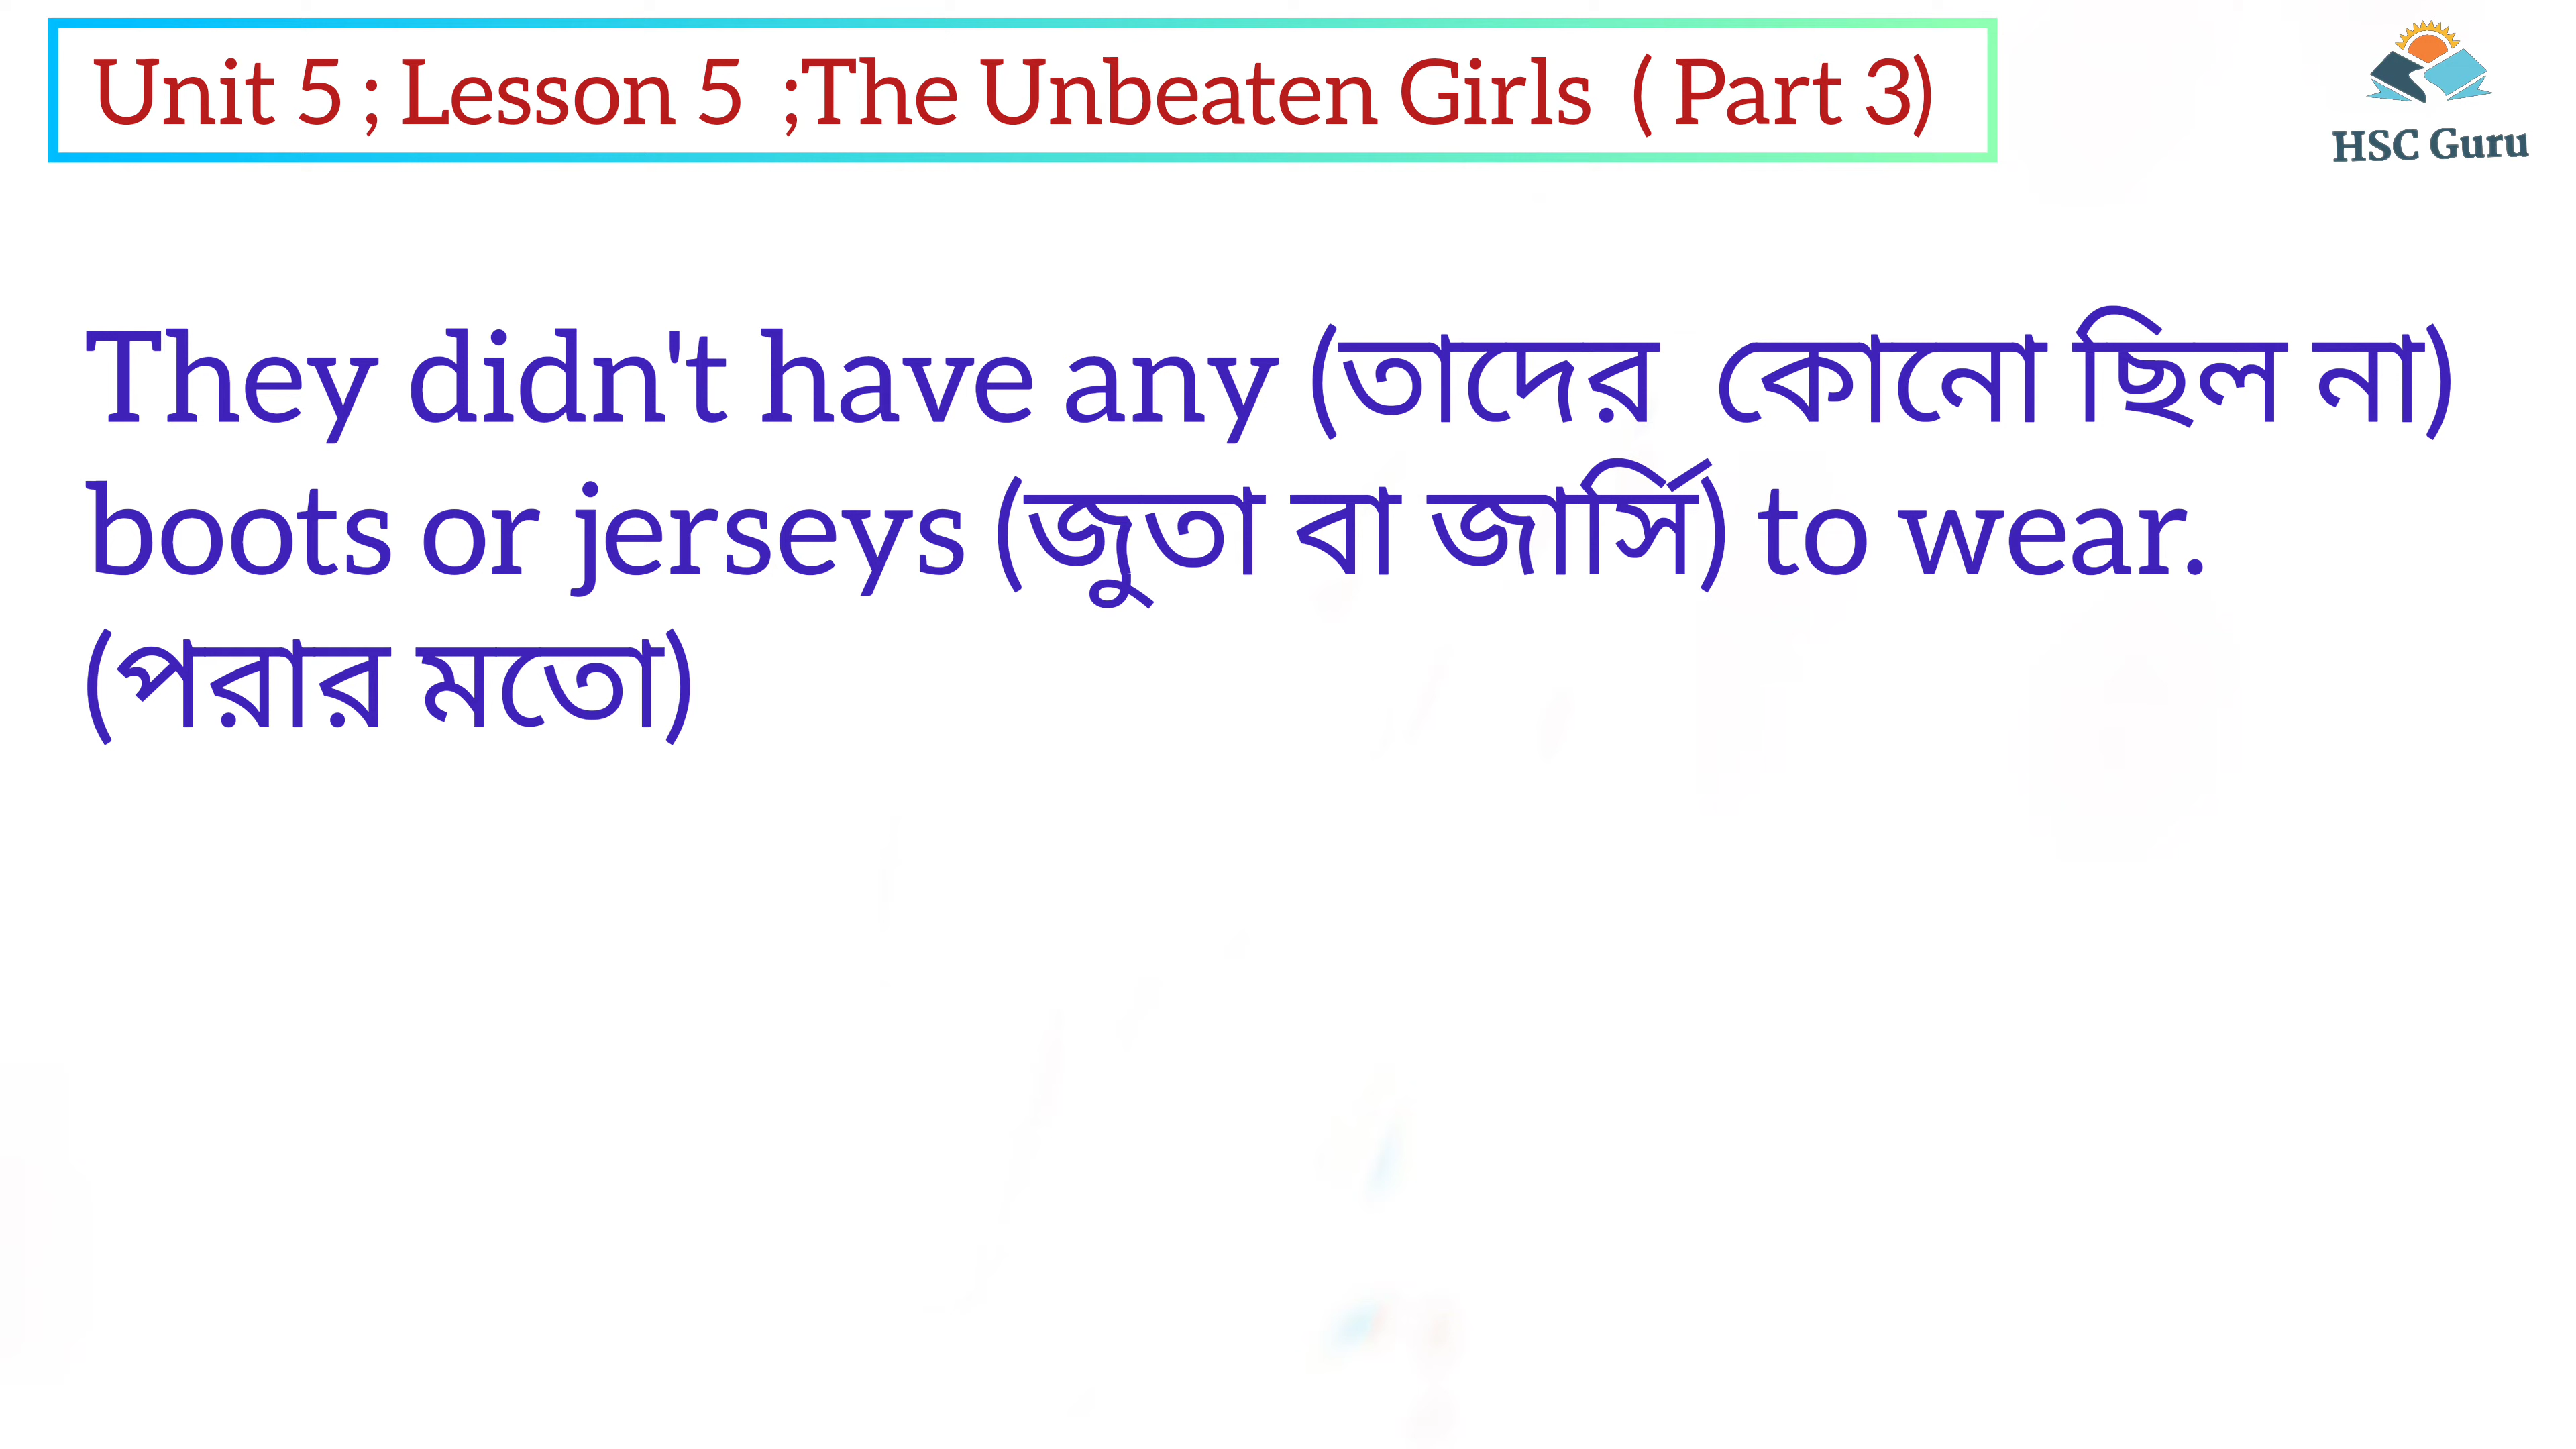 Unit 5 ; Lesson 5 ;The Unbeaten Girls ( Part 3)
HSC Guru
They didn't have any (তাদের কোনো ছিল না)
boots or jerseys (জুতা বা জার্সি) to wear.
(পরার মতো)